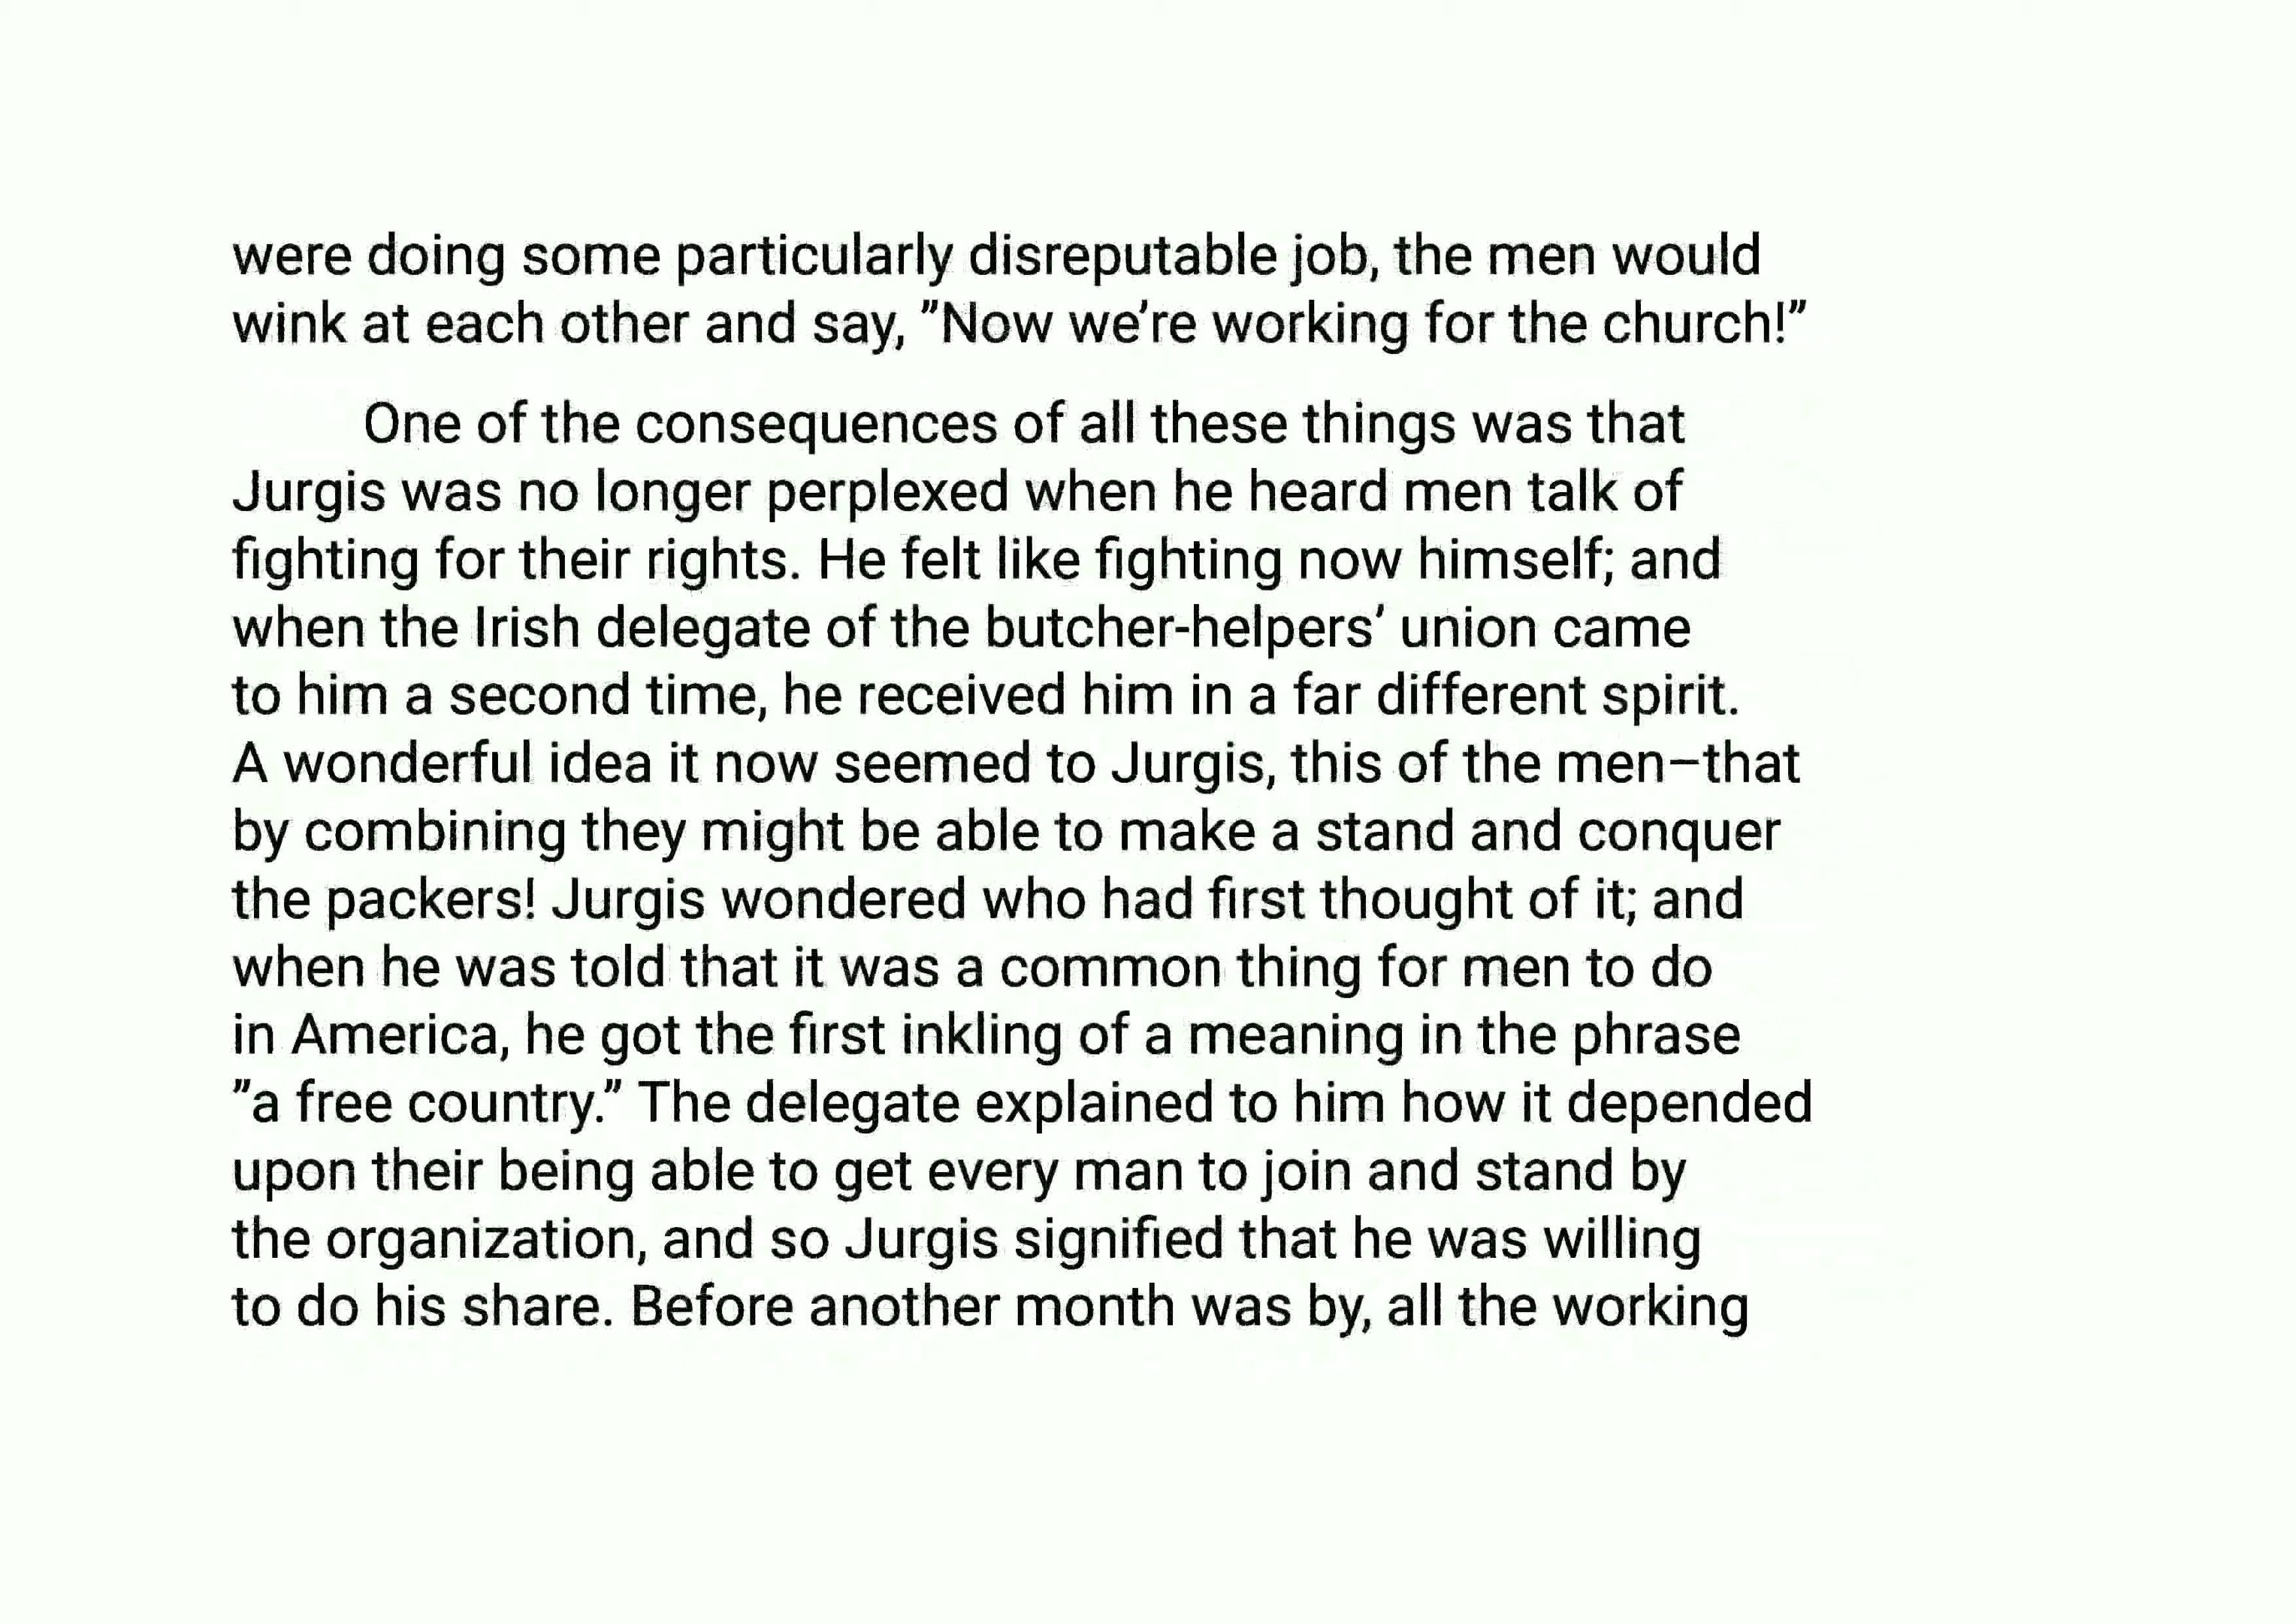 were doing some particularly disreputable job, the men would
wink at each other and say, ”Now we’re working for the church!”
One of the consequences of all these things was that
Jurgis was no longer perplexed when he heard men talk of
fighting for their rights. He felt like fighting now himself; and
when the Irish delegate of the butcher-helpers’ union came
to him a second time, he received him in a far different spirit.
A wonderful idea it now seemed to Jurgis, this of the men–that
by combining they might be able to make a stand and conquer
the packers! Jurgis wondered who had first thought of it; and
when he was told that it was a common thing for men to do
in America, he got the first inkling of a meaning in the phrase
”a free country.” The delegate explained to him how it depended
upon their being able to get every man to join and stand by
the organization, and so Jurgis signified that he was willing
to do his share. Before another month was by, all the working